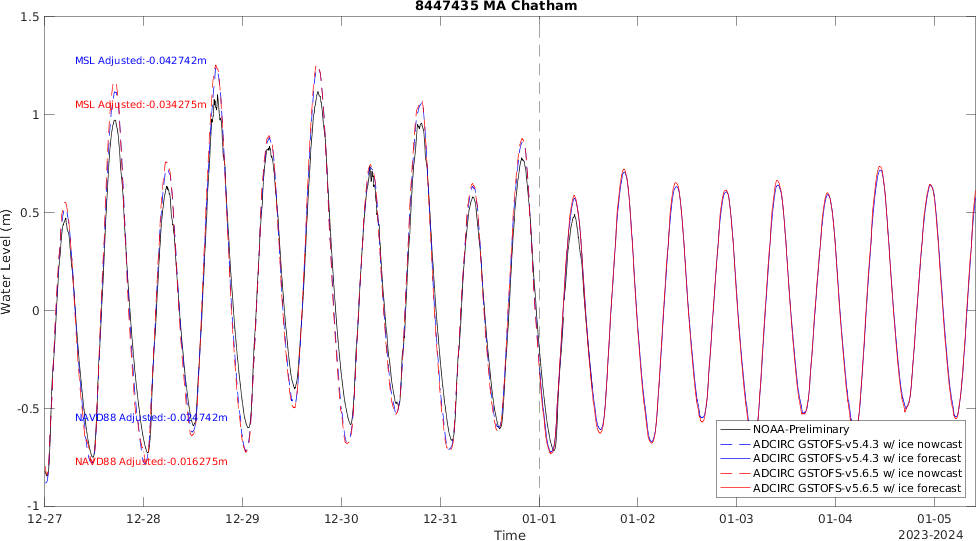 8447435 MA Chatham
1.5
MSL Adjusted:-0.042742m
MSL Adjusted:-0.034275m
1
0.5
Water Level (m)
0
-0.5
NAVD88 Adjusted:-0.024742m
NAVD88 Adjusted:-0.016275m
-1
NOAA-Preliminary
ADCIRC GSTOFS-v5.4.3 w/ ice nowcast
ADCIRC GSTOFS-v5.4.3 w/ ice forecast
ADCIRC GSTOFS-v5.6.5 w/ ice nowcast
ADCIRC GSTOFS-v5.6.5 w/ ice forecast
12-27 12-28 12-29 12-30 12-31 01-01 01-02 01-03 01-04 01-05
Time
2023-2024